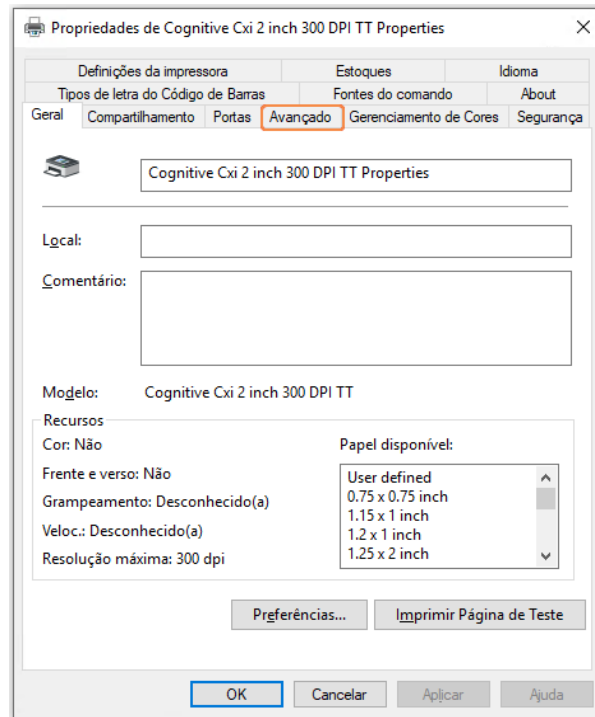 Propriedades de Cognitive Cxi 2 inch 300 DPI TT Properties
Definições da impressora Estoques Idioma
Tipos de letra do Código de Barras Fontes do comando About
Geral Compartilhamento Portas Avançado Gerenciamento de Cores Segurança
Cognitive Cxi 2 inch 300 DPI TT Properties
Local:
Comentário:
Modelo: Cognitive Cxi 2 inch 300 DPI TT
Recursos
Cor: Não Papel disponível:
Frente e verso: Não User defined
0.75 x 0.75 inch
Grampeamento: Desconhecido(a) 1.15 x 1 inch
Veloc.: Desconhecido(a) 1.2 x 1 inch
Resolução máxima: 300 dpi 1.25 x 2 inch
Preferências... Imprimir Página de Teste
OK Cancelar Aplicar Ajuda